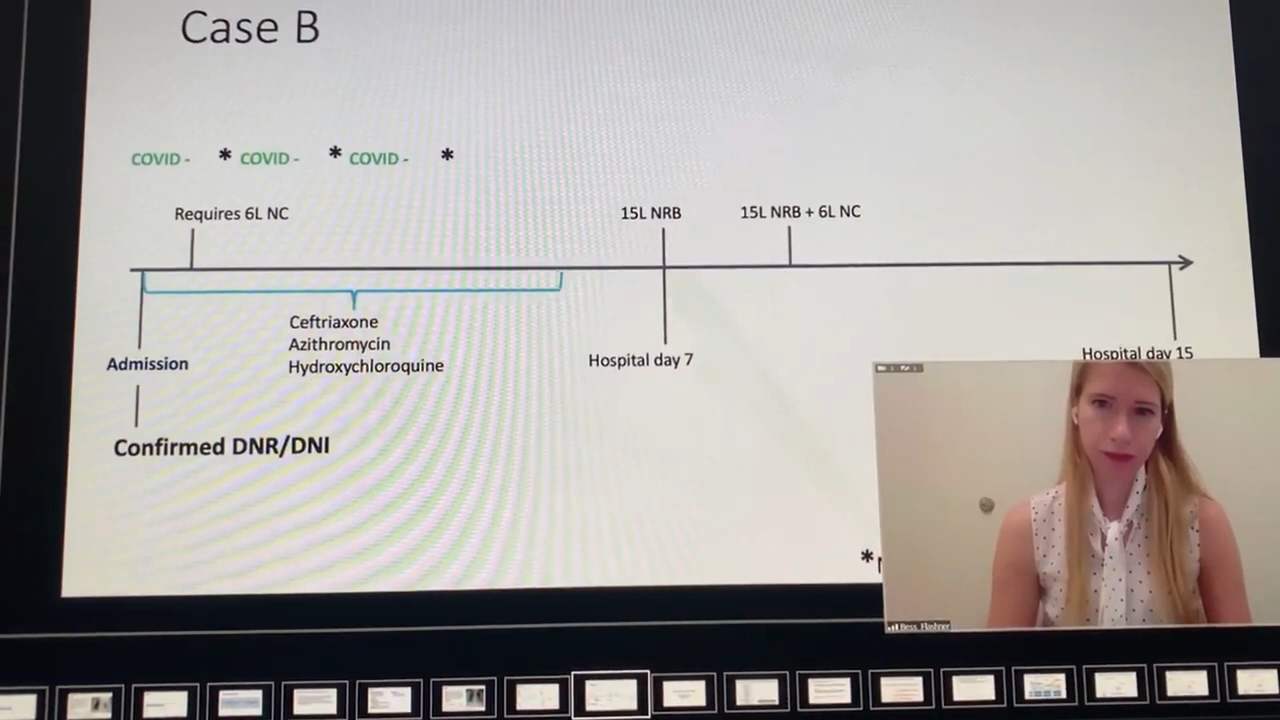 Case B
COVID - * COVID - * COVID - *
Requires 6L NC
15L NRB
15L NRB + 6L NC
Ceftriaxone
Azithromycin
Hydroxychloroquine
Admission
Hospital day 7
Hospital day 15
Confirmed DNR/DNI
*
Bess_Flashner